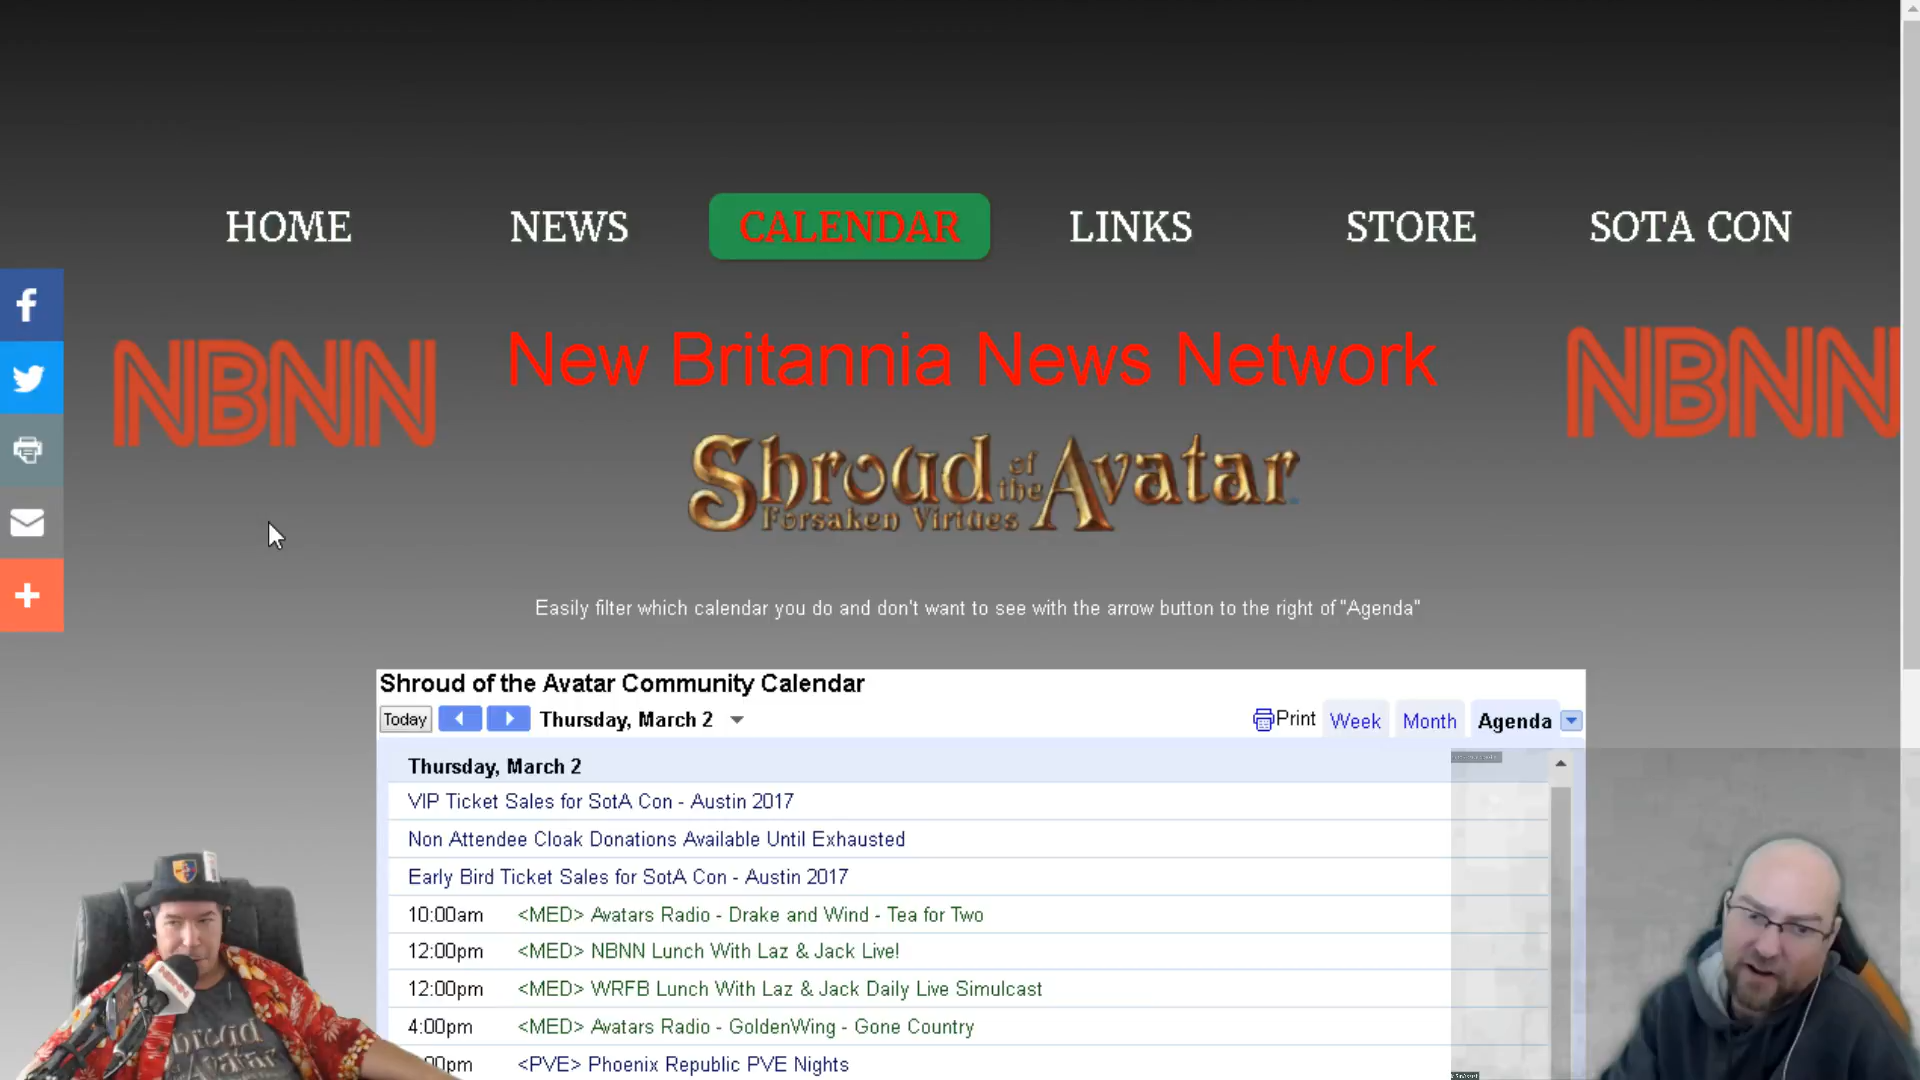 HOME NEWS CALENDAR LINKS STORE SOTA CON
New Britannia News Network
NBNN
NBNN
Shroud of the Avatar
Forsaken Virtues
Easily filter which calendar you do and don't want to see with the arrow button to the right of "Agenda"
Shroud of the Avatar Community Calendar
Today Thursday, March 2 Print Week Month Agenda
Thursday, March 2
VIP Ticket Sales for SotA Con - Austin 2017
Non Attendee Cloak Donations Available Until Exhausted
Early Bird Ticket Sales for SotA Con - Austin 2017
10:00am <MED> Avatars Radio - Drake and Wind - Tea for Two
12:00pm <MED> NBNN Lunch With Laz & Jack Live!
12:00pm <MED> WRFB Lunch With Laz & Jack Daily Live Simulcast
4:00pm <MED> Avatars Radio - GoldenWing - Gone Country
:00pm <PVE> Phoenix Republic PVE Nights
NBNN
Shroud
Avatar